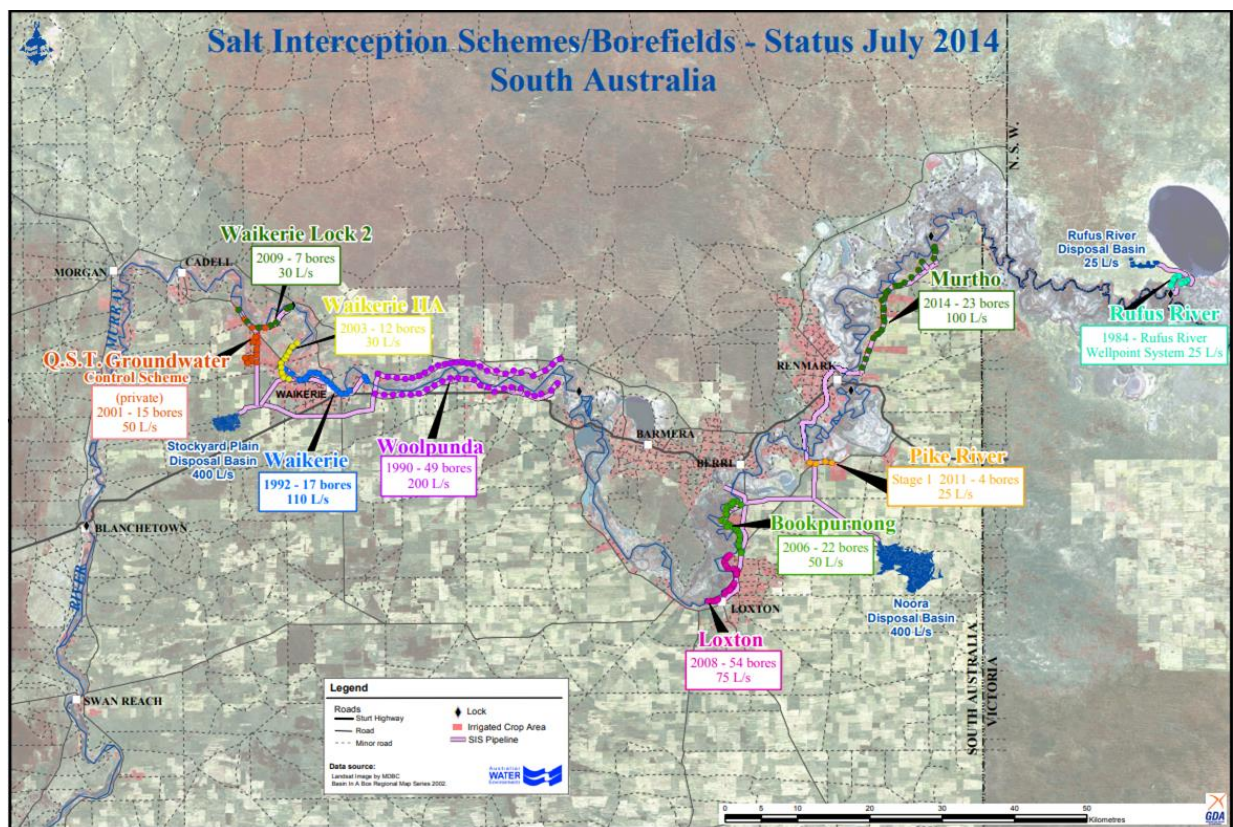 Salt Interception Schemes/Borefields - Status July 2014
South Australia
N.S.W.
Waikerie Lock 2
2009 - 7 bores
30 L/s
MORGAN
CADELL
Rufus River
Disposal Basin
25 L/s
Murtho
2014 - 23 bores
100 L/s
Rufus River
1984 - Rufus River
Wellpoint System 25 L/s
Waikerie IIA
2003 - 12 bores
30 L/s
MURRAY
Q.S.T. Groundwater
Control Scheme
(private)
2001 - 15 bores
50 L/s
RENMARK
WAIKERIE
Stockyard Plain
Disposal Basin
400 L/s
Waikerie
1992 - 17 bores
110 L/s
Woolpunda
1990 - 49 bores
200 L/s
BARMERA
BERRI
Pike River
Stage 1 2011 - 4 bores
25 L/s
BLANCHETOWN
RIVER
Bookpurnong
2006 - 22 bores
50 L/s
Noora
Disposal Basin
400 L/s
LOXTON
Loxton
2008 - 54 bores
75 L/s
SWAN REACH
SOUTH AUSTRALIA
VICTORIA
Legend
Roads
Sturt Highway
Road
Minor road
Lock
Irrigated Crop Area
SIS Pipeline
Data source:
Landsat Image by MDBC
Basin In A Box Regional Map Series 2002.
Australian
WATER
Environments
0 5 10 20 30 40 50
Kilometres
GDA